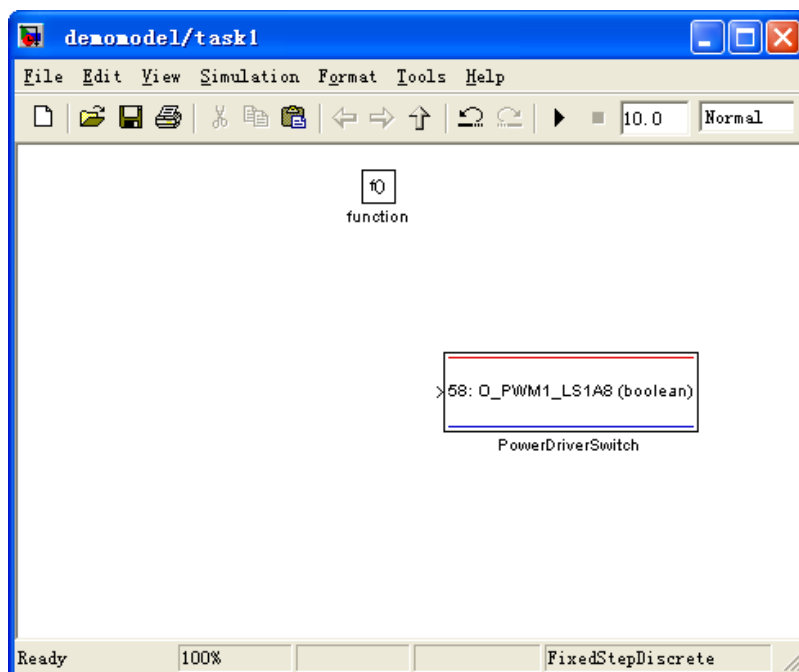 demomodel/task1
File Edit View Simulation Format Tools Help
10.0 Normal
f()
function
58: O_PWM1_LS1A8 (boolean)
PowerDriverSwitch
Ready 100% FixedStepDiscrete